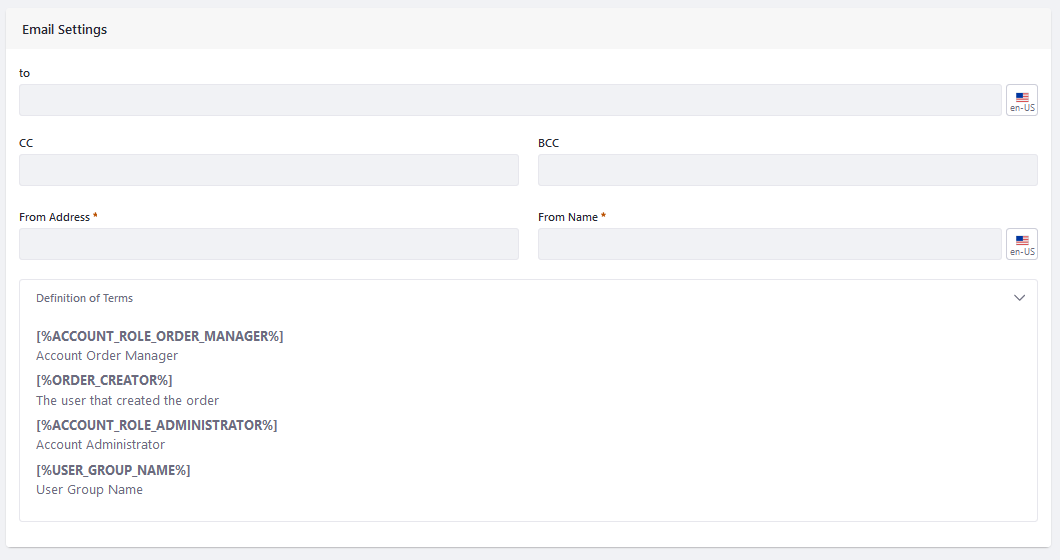 Email Settings
to
en-US
CC
BCC
From Address *
From Name *
en-US
Definition of Terms
[%ACCOUNT_ROLE_ORDER_MANAGER%]
Account Order Manager
[%ORDER_CREATOR%]
The user that created the order
[%ACCOUNT_ROLE_ADMINISTRATOR%]
Account Administrator
[%USER_GROUP_NAME%]
User Group Name